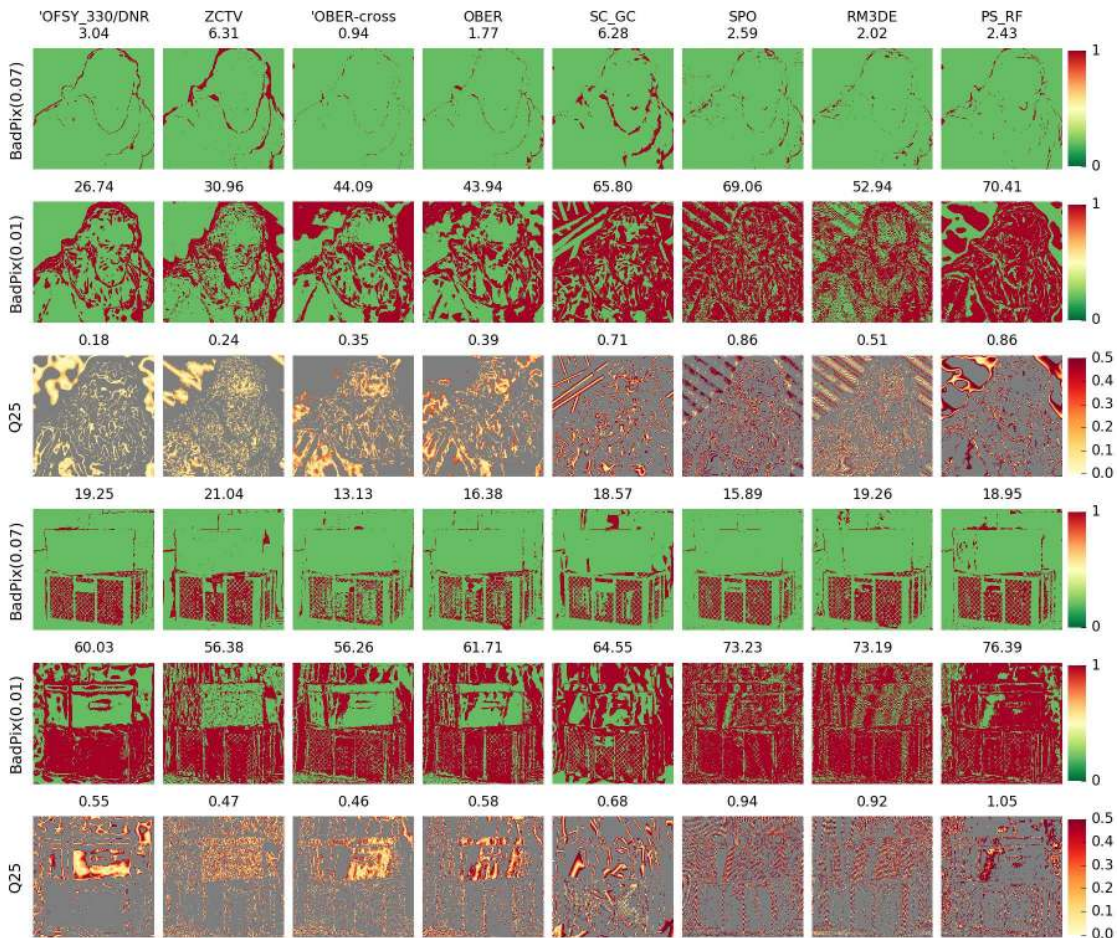 'OFSY_330/DNR ZCTV 'OBER-cross OBER SC_GC SPO RM3DE PS_RF
3.04 6.31 0.94 1.77 6.28 2.59 2.02 2.43
BadPix(0.07)
1
0
26.74 30.96 44.09 43.94 65.80 69.06 52.94 70.41
BadPix(0.01)
1
0
0.18 0.24 0.35 0.39 0.71 0.86 0.51 0.86
Q25
0.5
0.4
0.3
0.2
0.1
0.0
19.25 21.04 13.13 16.38 18.57 15.89 19.26 18.95
BadPix(0.07)
1
0
60.03 56.38 56.26 61.71 64.55 73.23 73.19 76.39
BadPix(0.01)
1
0
0.55 0.47 0.46 0.58 0.68 0.94 0.92 1.05
Q25
0.5
0.4
0.3
0.2
0.1
0.0